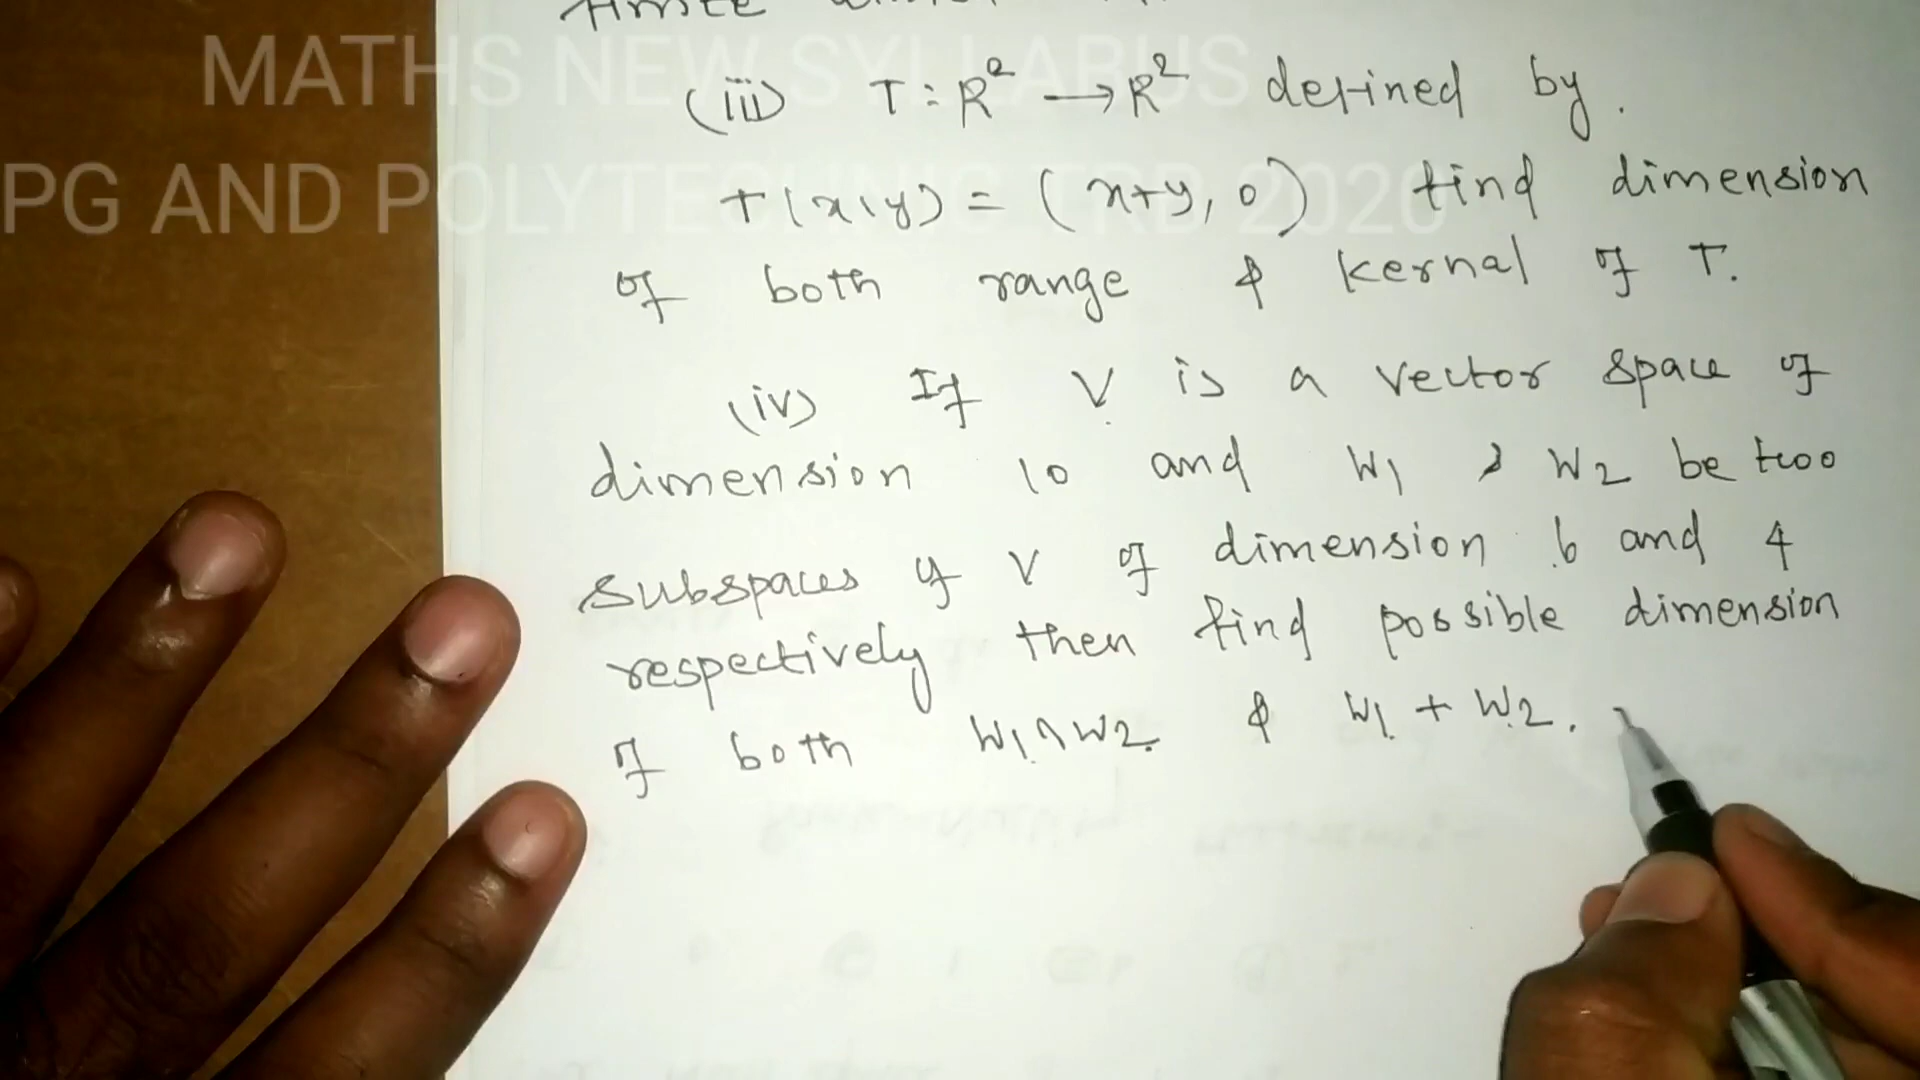 MATHS NEW SYLLABUS
PG AND POLYTECHNIC TRB 2020
(iii) T : R² → R² defined by.
T(x,y) = (x+y, 0) find dimension
of both range & kernal of T.
(iv) If V is a vector space of
dimension 10 and W1 & W2 be two
subspaces of V of dimension 6 and 4
respectively then find possible dimension
of both W1 ∩ W2 & W1 + W2.